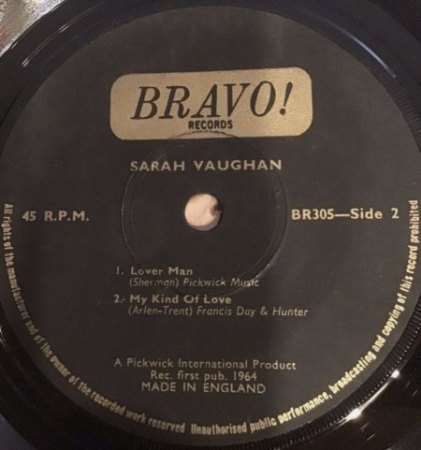 BRAVO!
RECORDS
SARAH VAUGHAN
45 R.P.M.
BR305—Side 2
1. Lover Man
(Sherman) Pickwick Music
2. My Kind Of Love
(Arlen-Trent) Francis Day & Hunter
A Pickwick International Product
Rec. first pub. 1964
MADE IN ENGLAND
All rights of the manufacturer and of the owner of the recorded work reserved Unauthorised public performance, broadcasting and copying of this record prohibited